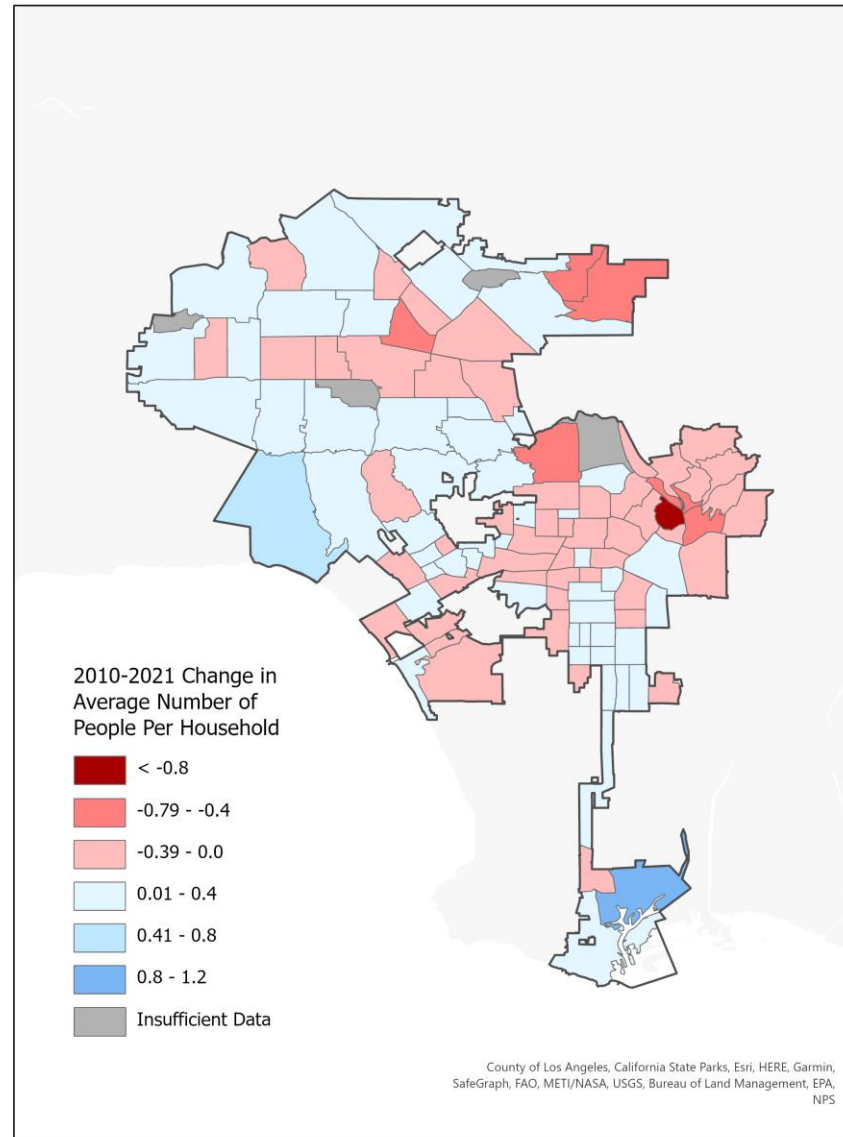 2010-2021 Change in
Average Number of
People Per Household
< -0.8
-0.79 - -0.4
-0.39 - 0.0
0.01 - 0.4
0.41 - 0.8
0.8 - 1.2
Insufficient Data
County of Los Angeles, California State Parks, Esri, HERE, Garmin,
SafeGraph, FAO, METI/NASA, USGS, Bureau of Land Management, EPA,
NPS